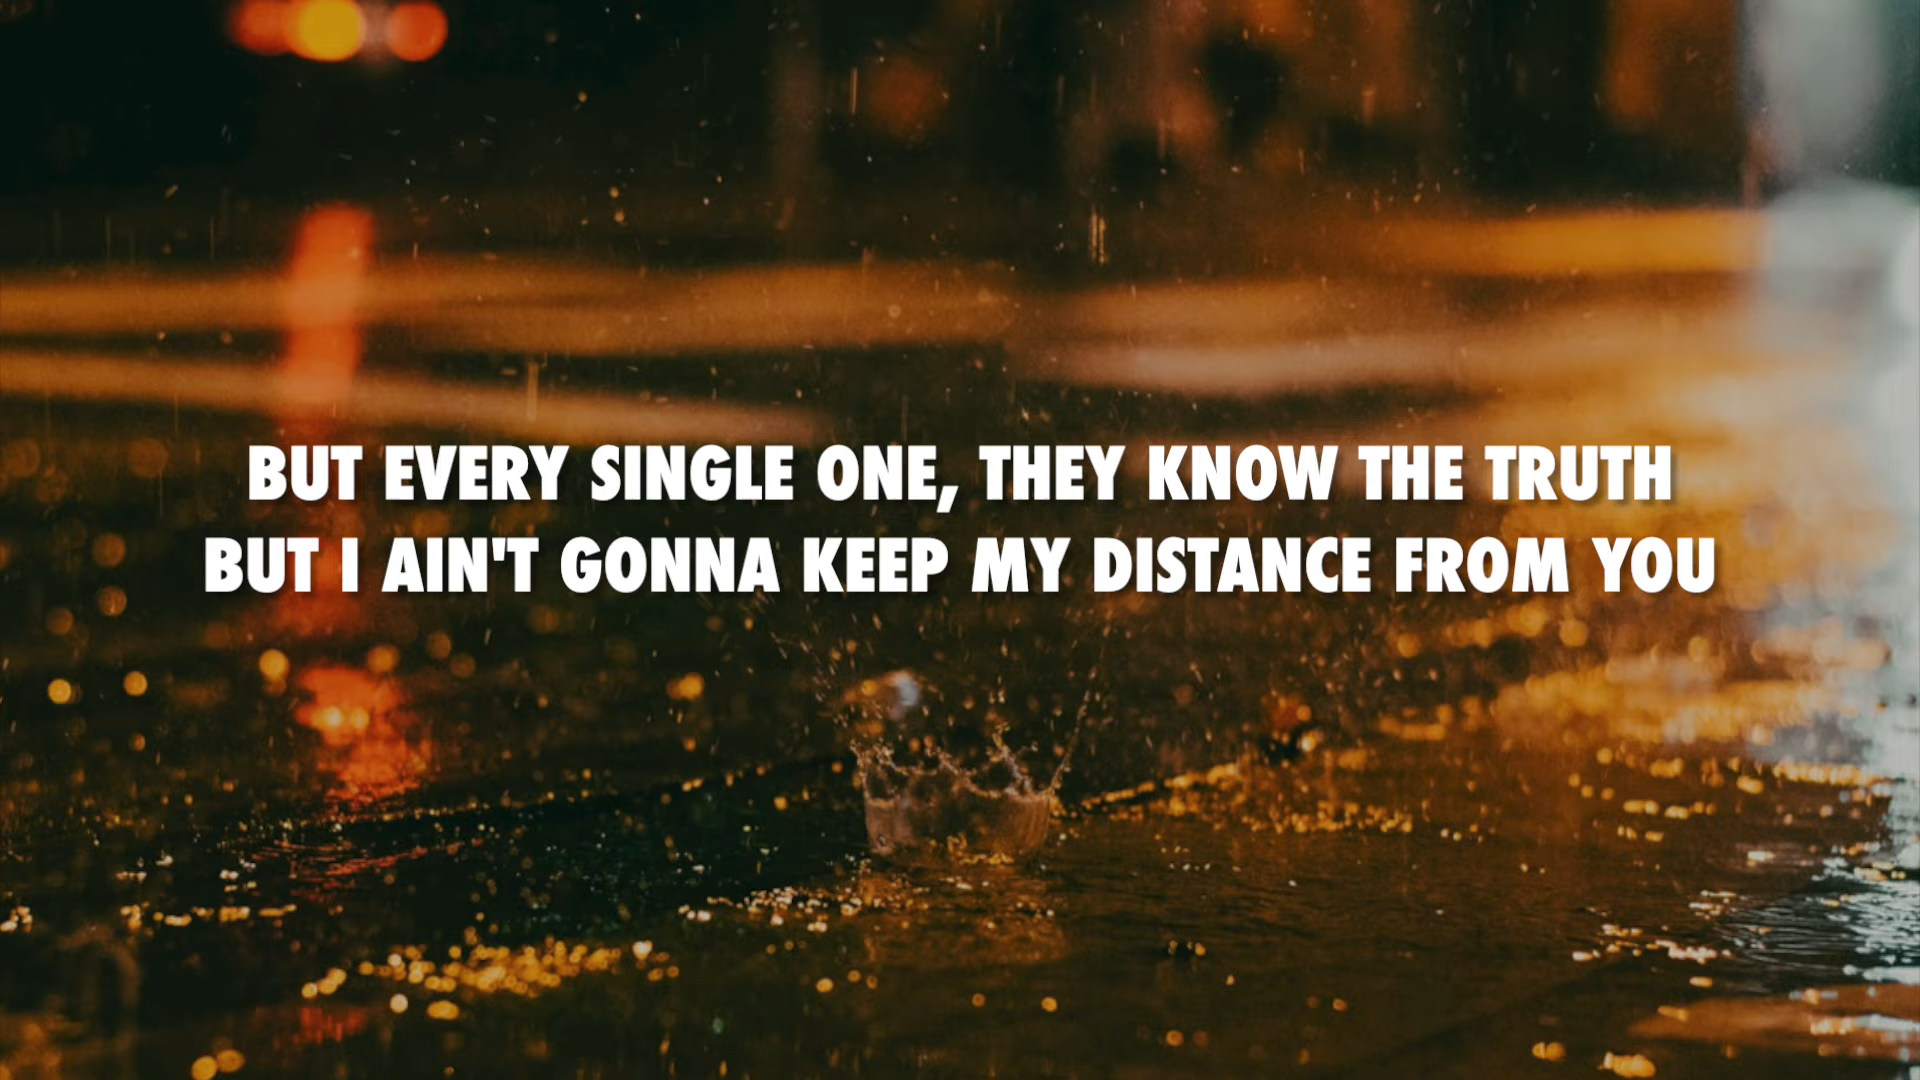 BUT EVERY SINGLE ONE, THEY KNOW THE TRUTH
BUT I AIN'T GONNA KEEP MY DISTANCE FROM YOU